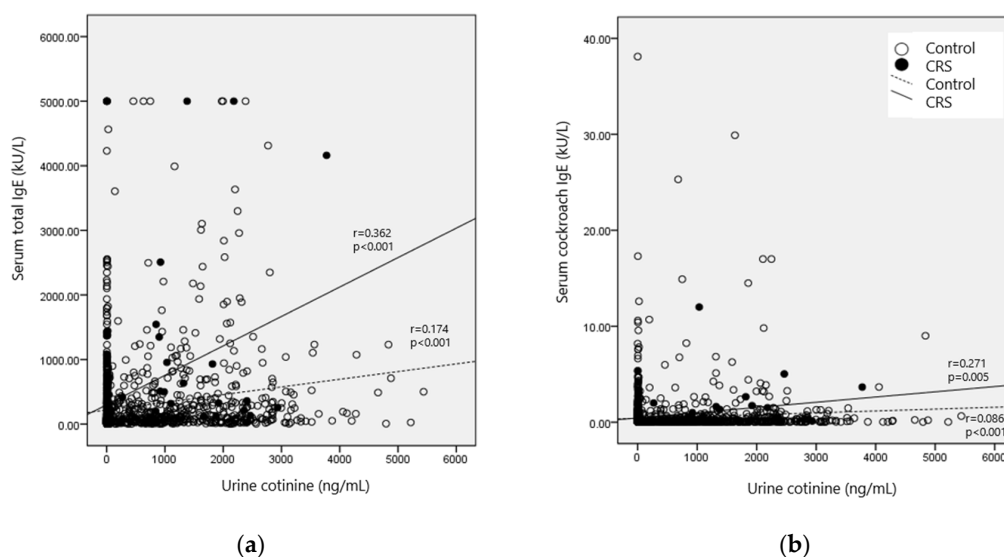 6000.00
5000.00
4000.00
3000.00
2000.00
1000.00
0.00
Serum total IgE (kU/L)
r=0.362
p<0.001
r=0.174
p<0.001
0 1000 2000 3000 4000 5000 6000
Urine cotinine (ng/mL)
(a)
40.00
30.00
20.00
10.00
0.00
Serum cockroach IgE (kU/L)
Control
CRS
Control
CRS
r=0.271
p=0.005
r=0.086
p<0.001
0 1000 2000 3000 4000 5000 6000
Urine cotinine (ng/mL)
(b)